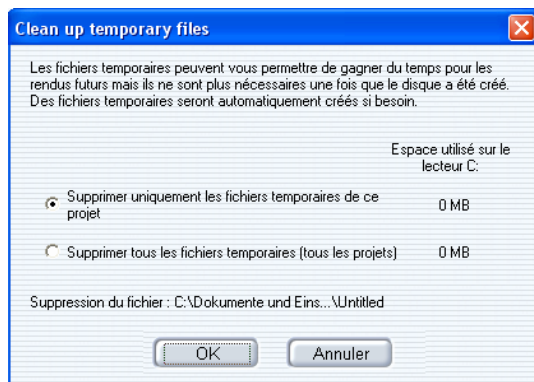 Clean up temporary files
Les fichiers temporaires peuvent vous permettre de gagner du temps pour les
rendus futurs mais ils ne sont plus nécessaires une fois que le disque a été créé.
Des fichiers temporaires seront automatiquement créés si besoin.
Espace utilisé sur le
lecteur C:
Supprimer uniquement les fichiers temporaires de ce
projet
0 MB
Supprimer tous les fichiers temporaires (tous les projets)
0 MB
Suppression du fichier : C:\Dokumente und Eins...\Untitled
OK
Annuler